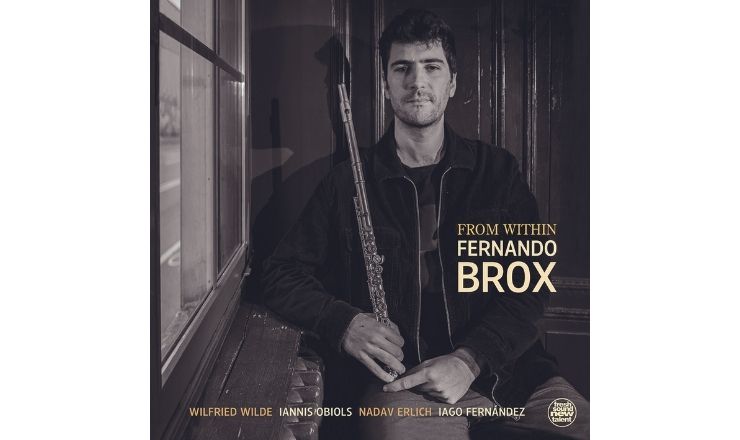 FROM WITHIN
FERNANDO
BROX
WILFRIED WILDE IANNIS OBIOLS NADAV ERLICH IAGO FERNÁNDEZ
fresh
sound
new
talent